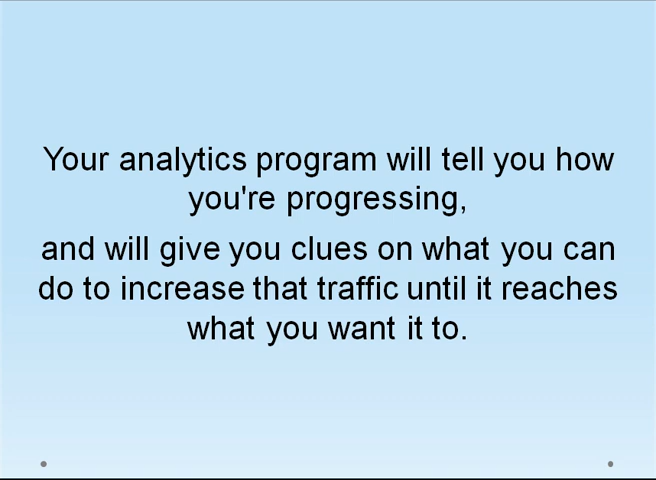 Your analytics program will tell you how
you're progressing,
and will give you clues on what you can
do to increase that traffic until it reaches
what you want it to.